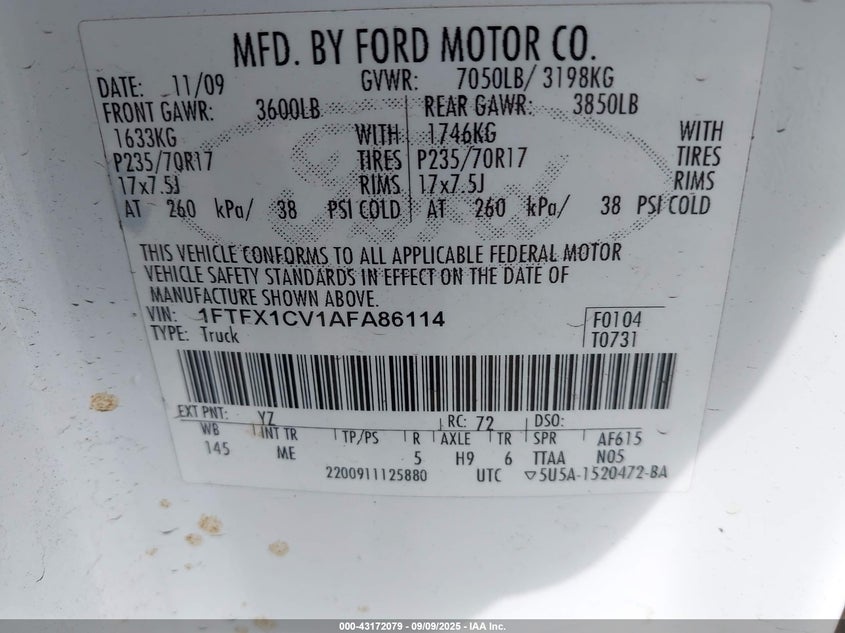 MFD. BY FORD MOTOR CO.
DATE: 11/09 GVWR: 7050LB/ 3198KG
FRONT GAWR: 3600LB REAR GAWR: 3850LB
1633KG WITH 1746KG WITH
P235/70R17 TIRES P235/70R17 TIRES
17x7.5J RIMS 17x7.5J RIMS
AT 260 kPa/ 38 PSI COLD AT 260 kPa/ 38 PSI COLD
THIS VEHICLE CONFORMS TO ALL APPLICABLE FEDERAL MOTOR
VEHICLE SAFETY STANDARDS IN EFFECT ON THE DATE OF
MANUFACTURE SHOWN ABOVE.
VIN: 1FTFX1CV1AFA86114 F0104
TYPE: Truck T0731
EXT PNT: YZ RC: 72 DSO:
WB INT TR TP/PS R AXLE TR SPR AF615
145 ME 5 H9 6 TTAA N05
2200911125880 UTC ▽5U5A-1520472-BA
000-43172079 - 09/09/2025 - IAA Inc.